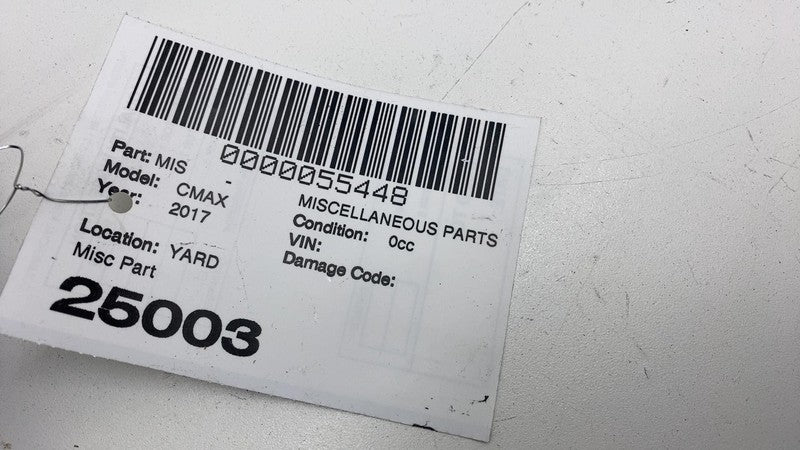 0000055448
Part: MIS - MISCELLANEOUS PARTS
Model: CMAX Condition: 0cc
Year: 2017 VIN:
Damage Code:
Location: YARD
Misc Part
25003